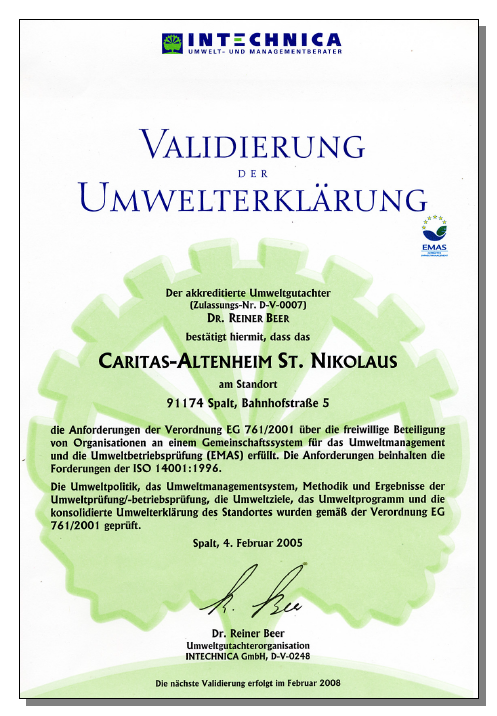 INTECHNICA
UMWELT- UND MANAGEMENTBERATER
VALIDIERUNG
DER
UMWELTERKLÄRUNG
EMAS
Der akkreditierte Umweltgutachter
(Zulassungs-Nr. D-V-0007)
DR. REINER BEER
bestätigt hiermit, dass das
CARITAS-ALTENHEIM ST. NIKOLAUS
am Standort
91174 Spalt, Bahnhofstraße 5
die Anforderungen der Verordnung EG 761/2001 über die freiwillige Beteiligung
von Organisationen an einem Gemeinschaftssystem für das Umweltmanagement
und die Umweltbetriebsprüfung (EMAS) erfüllt. Die Anforderungen beinhalten die
Forderungen der ISO 14001:1996.
Die Umweltpolitik, das Umweltmanagementsystem, Methodik und Ergebnisse der
Umweltprüfung/-betriebsprüfung, die Umweltziele, das Umweltprogramm und die
konsolidierte Umwelterklärung des Standortes wurden gemäß der Verordnung EG
761/2001 geprüft.
Spalt, 4. Februar 2005
R. Beer
Dr. Reiner Beer
Umweltgutachterorganisation
INTECHNICA GmbH, D-V-0248
Die nächste Validierung erfolgt im Februar 2008